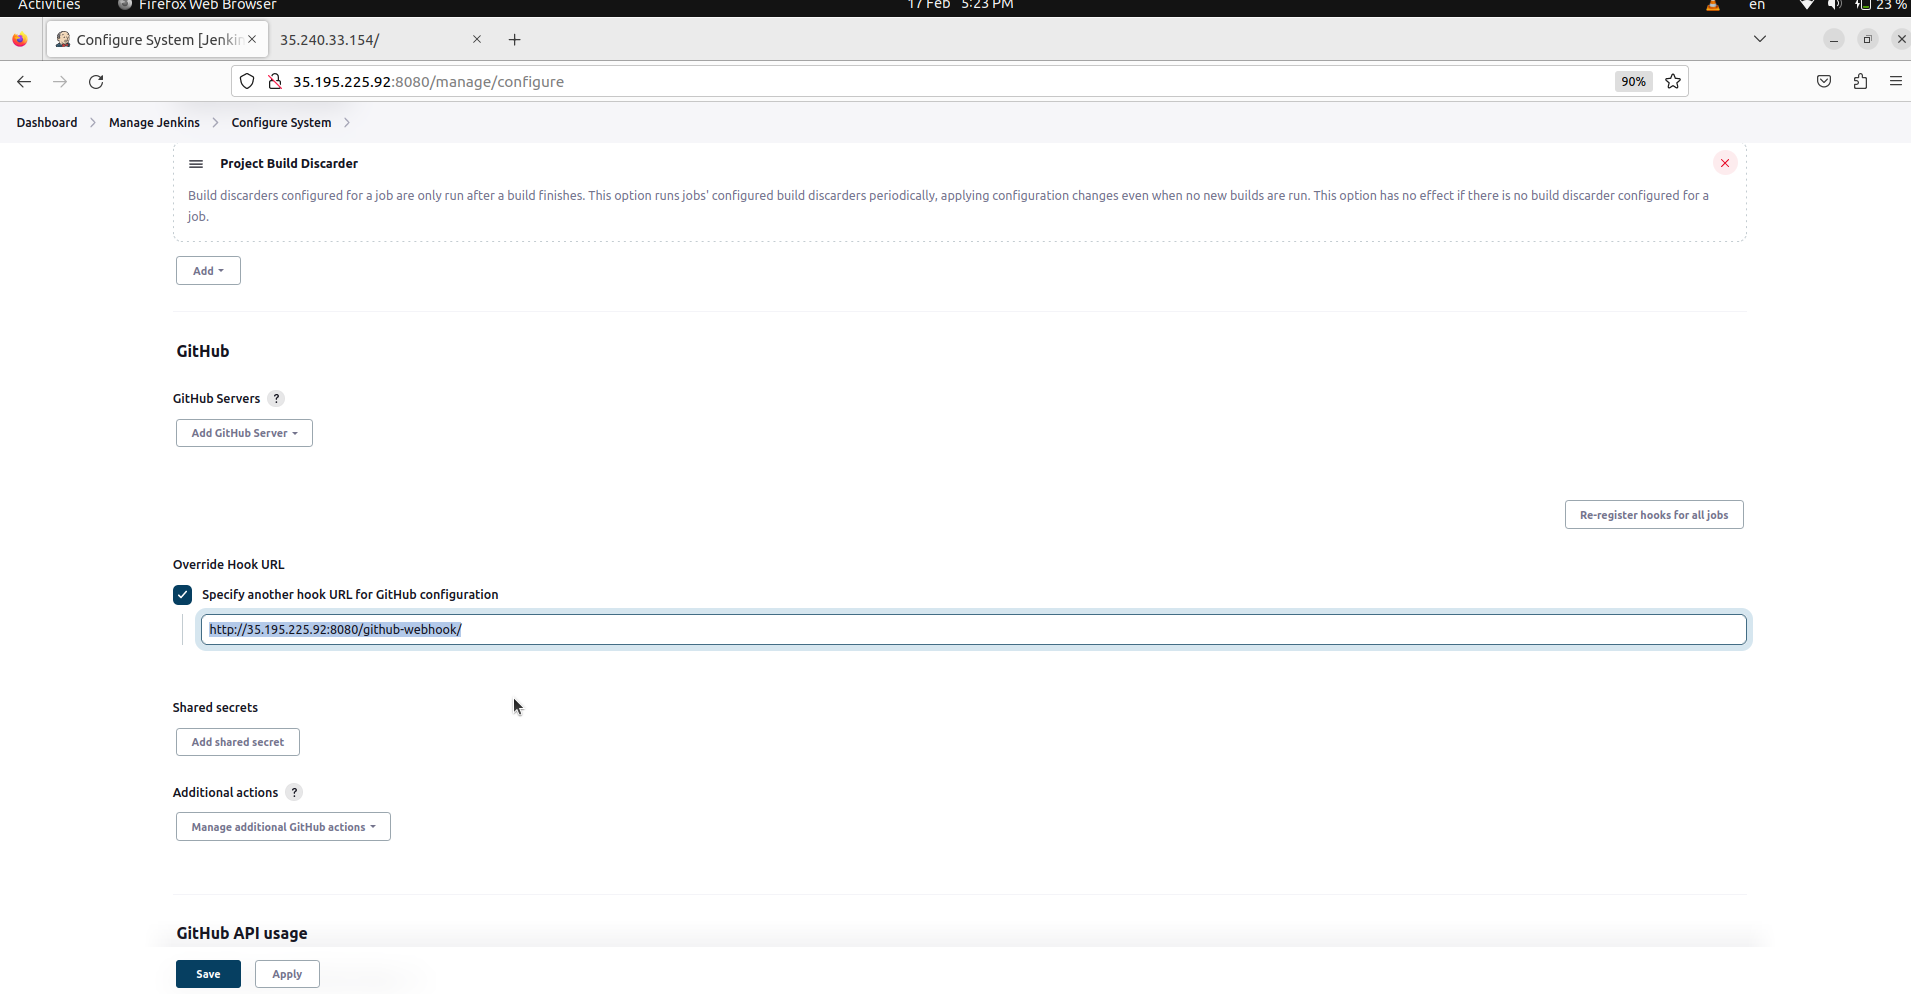 Activities Firefox Web Browser 17 Feb 5:23 PM en 23 %
Configure System [Jenkin 35.240.33.154/
35.195.225.92:8080/manage/configure 90%
Dashboard Manage Jenkins Configure System
Project Build Discarder
Build discarders configured for a job are only run after a build finishes. This option runs jobs' configured build discarders periodically, applying configuration changes even when no new builds are run. This option has no effect if there is no build discarder configured for a
job.
Add
GitHub
GitHub Servers ?
Add GitHub Server
Re-register hooks for all jobs
Override Hook URL
Specify another hook URL for GitHub configuration
http://35.195.225.92:8080/github-webhook/
Shared secrets
Add shared secret
Additional actions ?
Manage additional GitHub actions
GitHub API usage
Save Apply